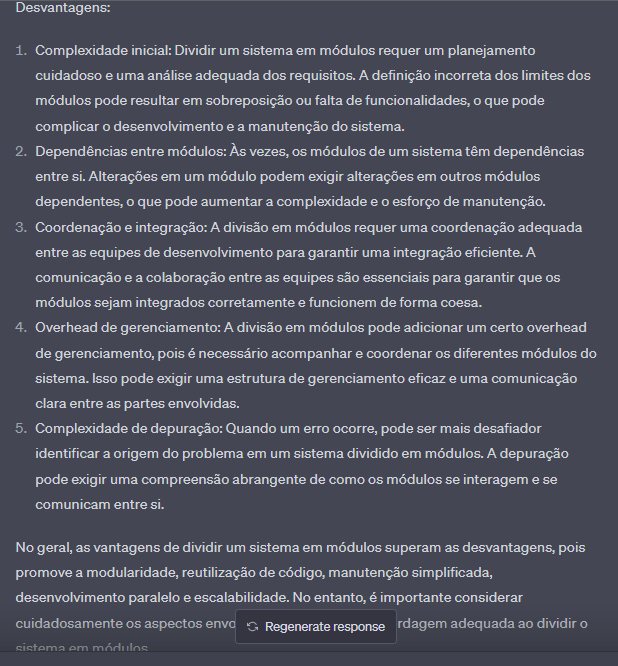 Desvantagens:
1. Complexidade inicial: Dividir um sistema em módulos requer um planejamento
cuidadoso e uma análise adequada dos requisitos. A definição incorreta dos limites dos
módulos pode resultar em sobreposição ou falta de funcionalidades, o que pode
complicar o desenvolvimento e a manutenção do sistema.
2. Dependências entre módulos: Às vezes, os módulos de um sistema têm dependências
entre si. Alterações em um módulo podem exigir alterações em outros módulos
dependentes, o que pode aumentar a complexidade e o esforço de manutenção.
3. Coordenação e integração: A divisão em módulos requer uma coordenação adequada
entre as equipes de desenvolvimento para garantir uma integração eficiente. A
comunicação e a colaboração entre as equipes são essenciais para garantir que os
módulos sejam integrados corretamente e funcionem de forma coesa.
4. Overhead de gerenciamento: A divisão em módulos pode adicionar um certo overhead
de gerenciamento, pois é necessário acompanhar e coordenar os diferentes módulos do
sistema. Isso pode exigir uma estrutura de gerenciamento eficaz e uma comunicação
clara entre as partes envolvidas.
5. Complexidade de depuração: Quando um erro ocorre, pode ser mais desafiador
identificar a origem do problema em um sistema dividido em módulos. A depuração
pode exigir uma compreensão abrangente de como os módulos se interagem e se
comunicam entre si.
No geral, as vantagens de dividir um sistema em módulos superam as desvantagens, pois
promove a modularidade, reutilização de código, manutenção simplificada,
desenvolvimento paralelo e escalabilidade. No entanto, é importante considerar
cuidadosamente os aspectos adequada ao dividir o
Regenerate response
sistema em módulos